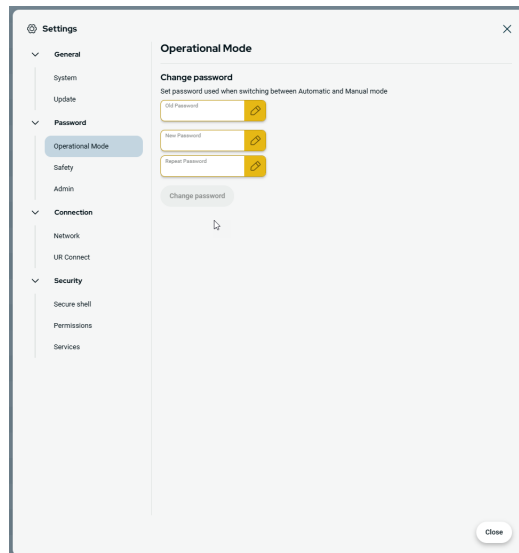 Settings
General
System
Update
Password
Operational Mode
Safety
Admin
Connection
Network
UR Connect
Security
Secure shell
Permissions
Services
Operational Mode
Change password
Set password used when switching between Automatic and Manual mode
Old Password
New Password
Repeat Password
Change password
Close